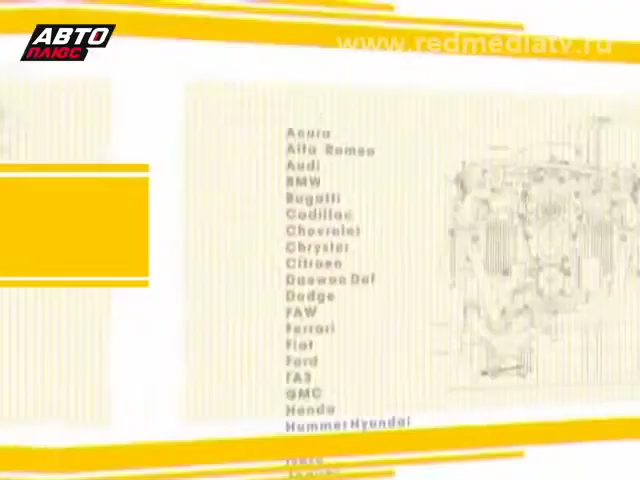 АВТО
ПЛЮС
www.redmediatv.ru
Acura
Alfa Romeo
Audi
BMW
Bugatti
Cadillac
Chevrolet
Chrysler
Citroen
Daewoo Daf
Dodge
FAW
Ferrari
Fiat
Ford
ГАЗ
GMC
Honda
Hummer Hyundai